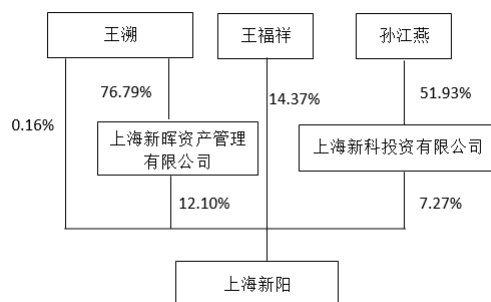 王溯
王福祥
孙江燕
76.79%
14.37%
51.93%
0.16%
上海新晖资产管理
有限公司
上海新科投资有限公司
12.10%
7.27%
上海新阳